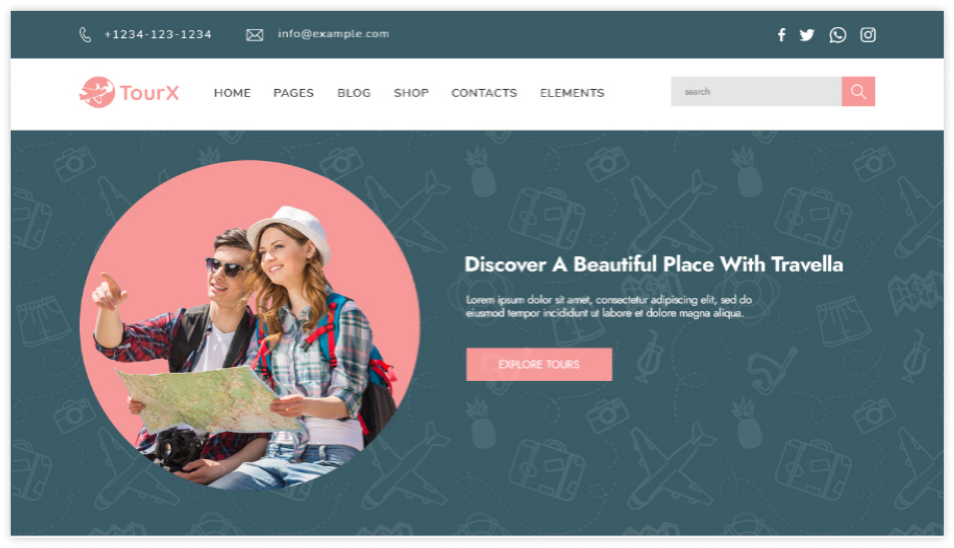 +1234-123-1234 info@example.com
TourX HOME PAGES BLOG SHOP CONTACTS ELEMENTS search
Discover A Beautiful Place With Travella
Lorem ipsum dolor sit amet, consectetur adipiscing elit, sed do
eiusmod tempor incididunt ut labore et dolore magna aliqua.
EXPLORE TOURS